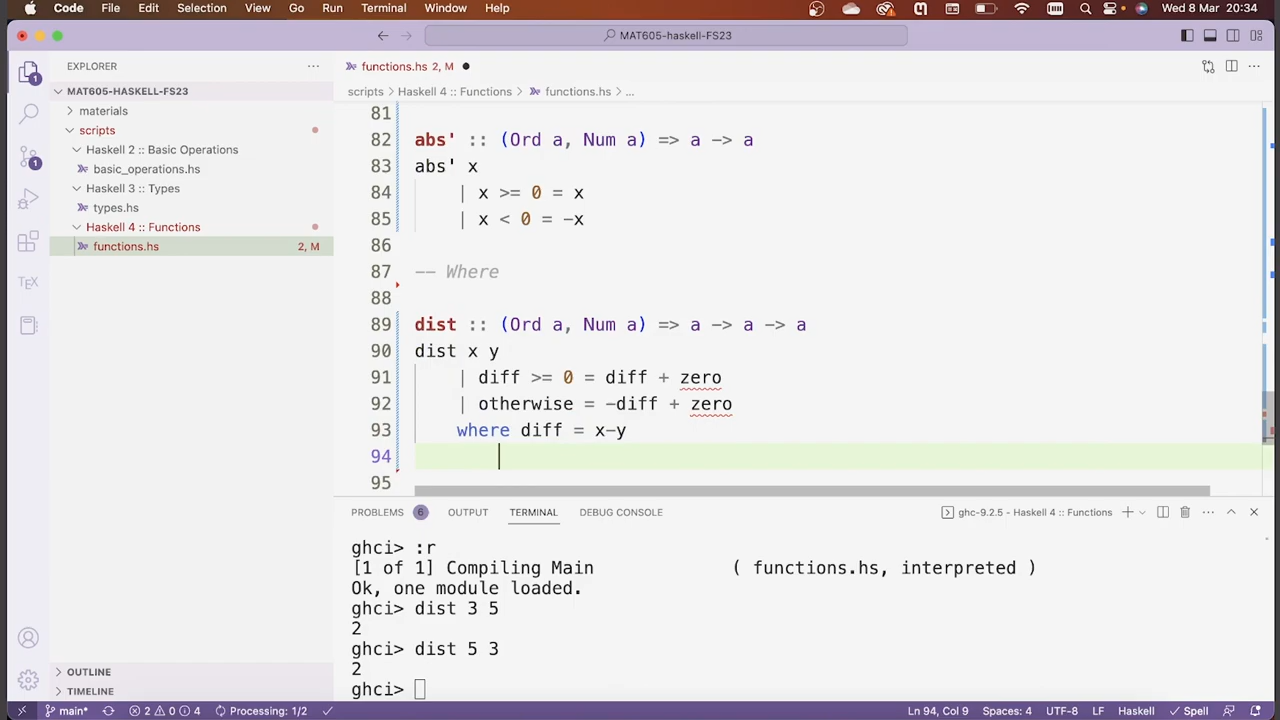 Code File Edit Selection View Go Run Terminal Window Help Wed 8 Mar 20:34
MAT605-haskell-FS23
EXPLORER
functions.hs 2, M
MAT605-HASKELL-FS23
scripts > Haskell 4 :: Functions > functions.hs > ...
materials
scripts
Haskell 2 :: Basic Operations
basic_operations.hs
Haskell 3 :: Types
types.hs
Haskell 4 :: Functions
functions.hs 2, M
TEX
1
1
OUTLINE
TIMELINE
81
82 abs' :: (Ord a, Num a) => a -> a
83 abs' x
84 | x >= 0 = x
85 | x < 0 = -x
86
87 -- Where
88
89 dist :: (Ord a, Num a) => a -> a -> a
90 dist x y
91 | diff >= 0 = diff + zero
92 | otherwise = -diff + zero
93 where diff = x-y
94
95
PROBLEMS 6 OUTPUT TERMINAL DEBUG CONSOLE ghc-9.2.5 - Haskell 4 :: Functions
ghci> :r
[1 of 1] Compiling Main ( functions.hs, interpreted )
Ok, one module loaded.
ghci> dist 3 5
2
ghci> dist 5 3
2
ghci>
main* 2 0 4 Processing: 1/2 Ln 94, Col 9 Spaces: 4 UTF-8 LF Haskell Spell